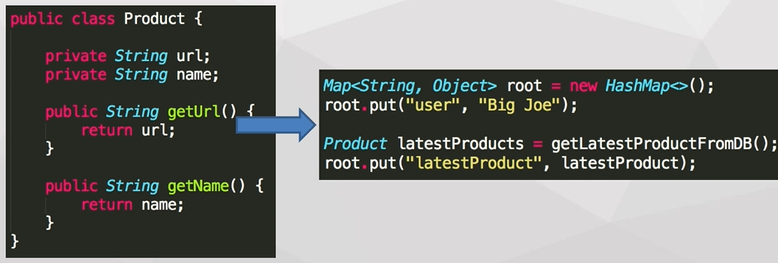 public class Product {
private String url;
private String name;
public String getUrl() {
return url;
}
public String getName() {
return name;
}
}
Map<String, Object> root = new HashMap<>();
root.put("user", "Big Joe");
Product latestProducts = getLatestProductFromDB();
root.put("latestProduct", latestProduct);